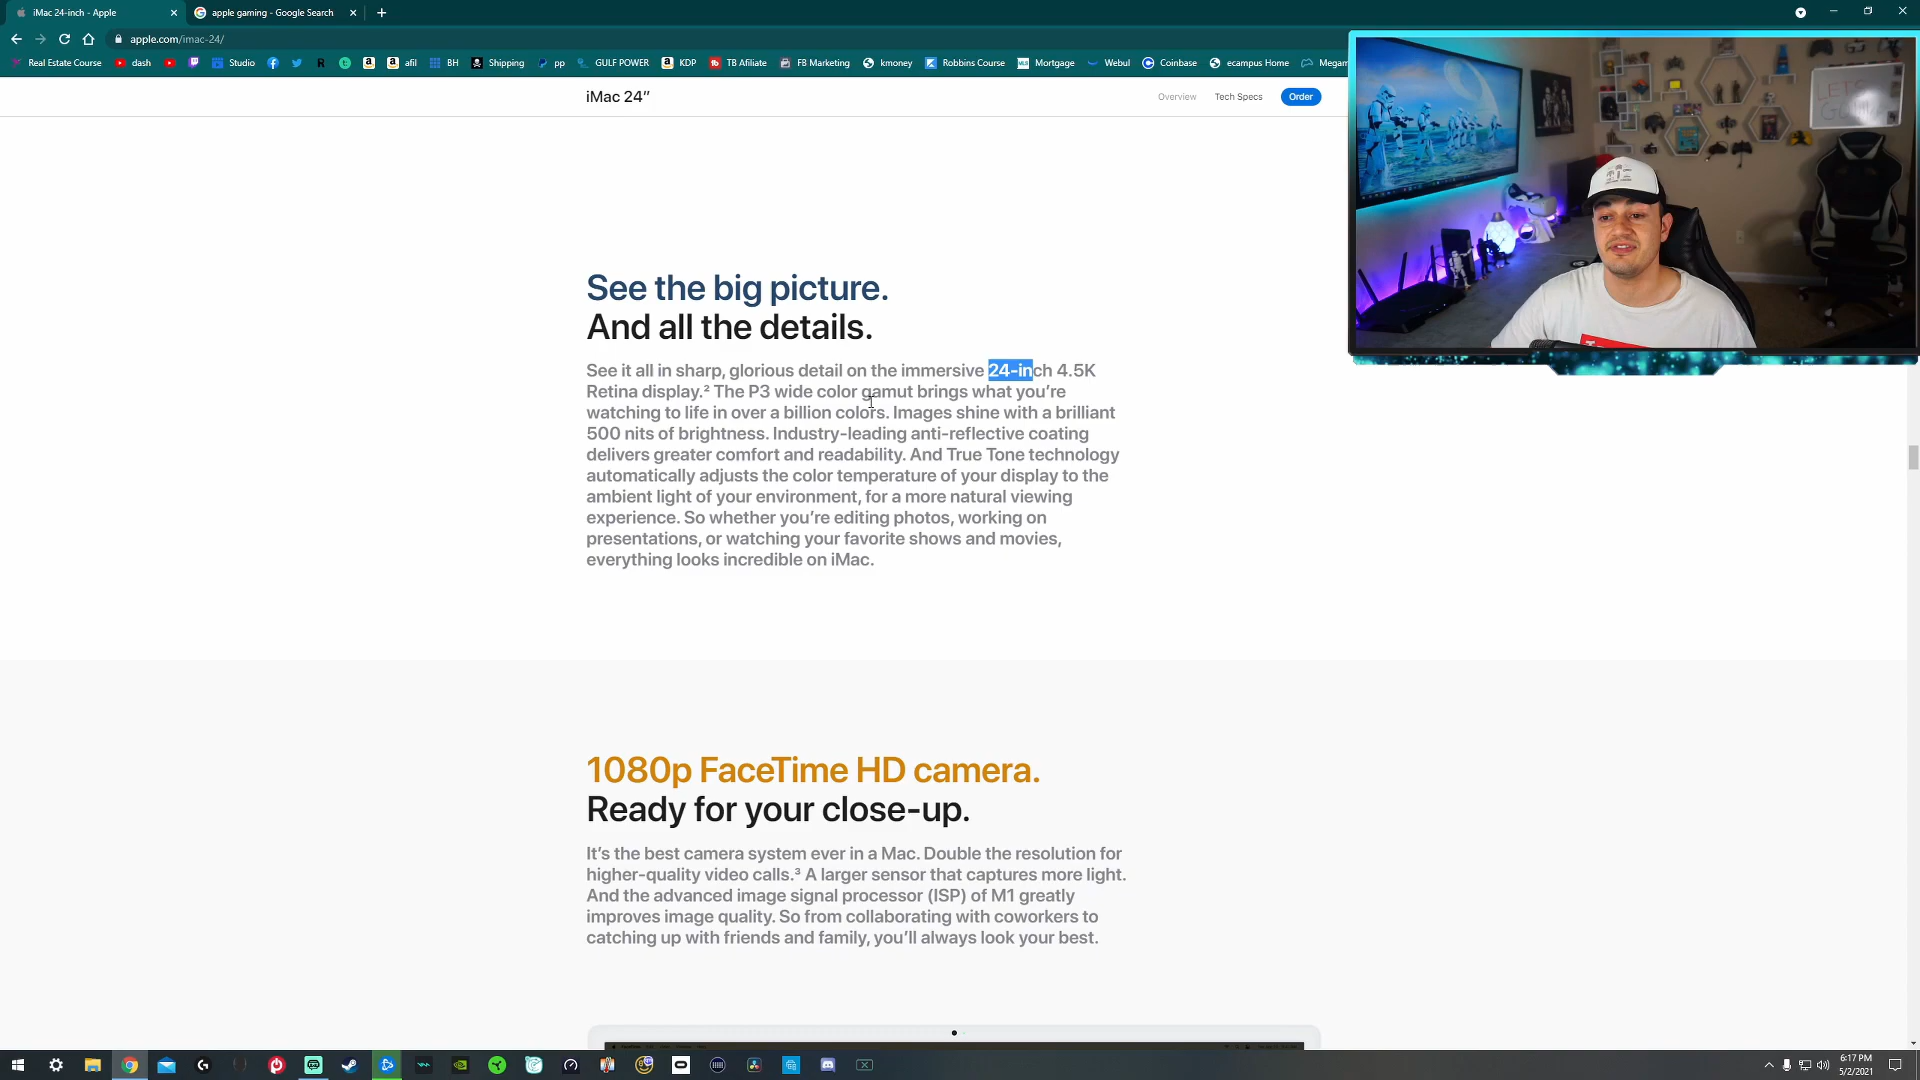 iMac 24-inch - Apple
apple gaming - Google Search
apple.com/imac-24/
Real Estate Course
dash
Studio
afil
BH
Shipping
pp
GULF POWER
KDP
TB Afiliate
FB Marketing
kmoney
Robbins Course
Mortgage
Webul
Coinbase
ecampus Home
Megam
iMac 24″
Overview
Tech Specs
Order
See the big picture.
And all the details.
See it all in sharp, glorious detail on the immersive 24-inch 4.5K
Retina display.² The P3 wide color gamut brings what you’re
watching to life in over a billion colors. Images shine with a brilliant
500 nits of brightness. Industry-leading anti-reflective coating
delivers greater comfort and readability. And True Tone technology
automatically adjusts the color temperature of your display to the
ambient light of your environment, for a more natural viewing
experience. So whether you’re editing photos, working on
presentations, or watching your favorite shows and movies,
everything looks incredible on iMac.
1080p FaceTime HD camera.
Ready for your close-up.
It’s the best camera system ever in a Mac. Double the resolution for
higher-quality video calls.³ A larger sensor that captures more light.
And the advanced image signal processor (ISP) of M1 greatly
improves image quality. So from collaborating with coworkers to
catching up with friends and family, you’ll always look your best.
LETS
6:17 PM
5/2/2021